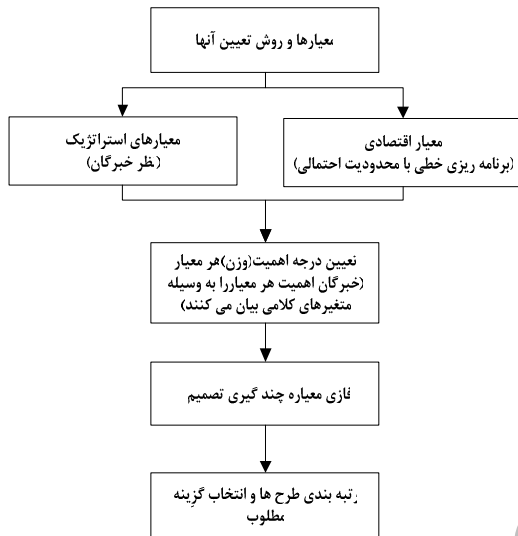 معیارها و روش تعیین آنها
معیار اقتصادی
(برنامه ریزی خطی با محدودیت احتمالی)
معیارهای استراتژیک
(نظر خبرگان)
تعیین درجه اهمیت(وزن)هر معیار
(خبرگان اهمیت هر معیاررا به وسیله
متغیرهای کلامی بیان می کنند)
فازی معیاره چند گیری تصمیم
رتبه بندی طرح ها و انتخاب گزینه
مطلوب